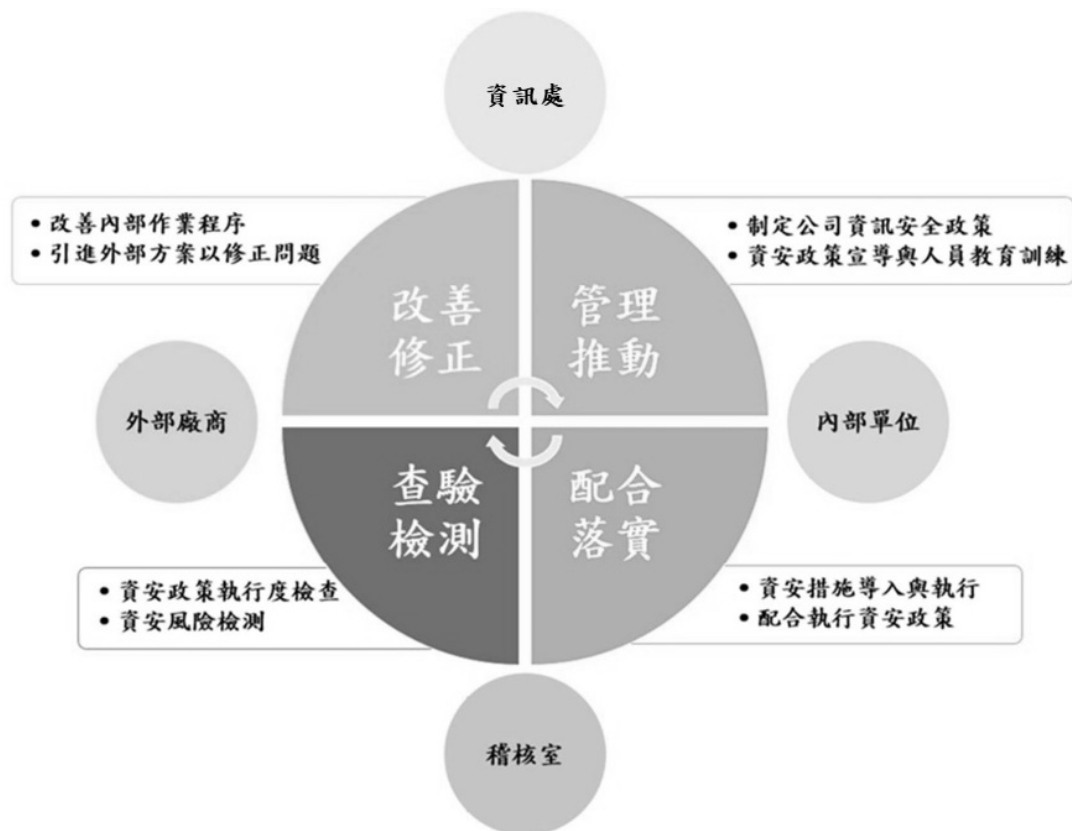 資訊處
• 改善內部作業程序
• 引進外部方案以修正問題
• 制定公司資訊安全政策
• 資安政策宣導與人員教育訓練
改善
修正
管理
推動
外部廠商
內部單位
查驗
檢測
配合
落實
• 資安政策執行度檢查
• 資安風險檢測
• 資安措施導入與執行
• 配合執行資安政策
稽核室